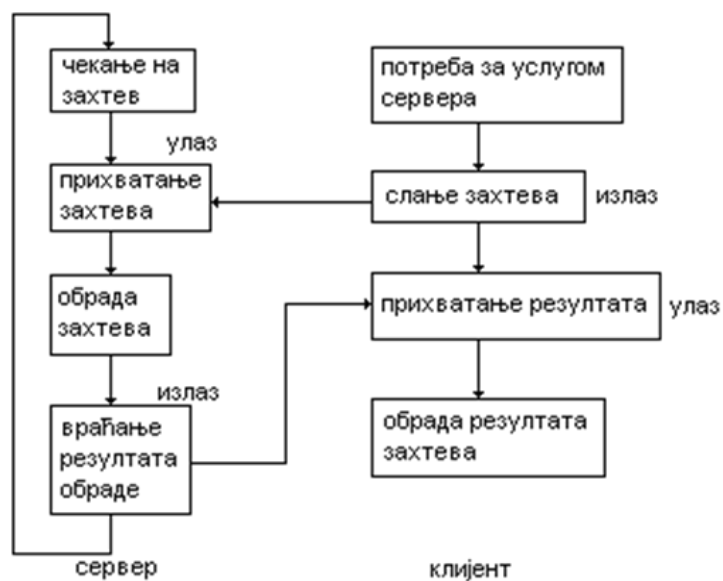 чекање на
захтев
улаз
прихватање
захтева
обрада
захтева
излаз
враћање
резултата
обраде
сервер
потреба за услугом
сервера
слање захтева
излаз
прихватање резултата
улаз
обрада резултата
захтева
клијент